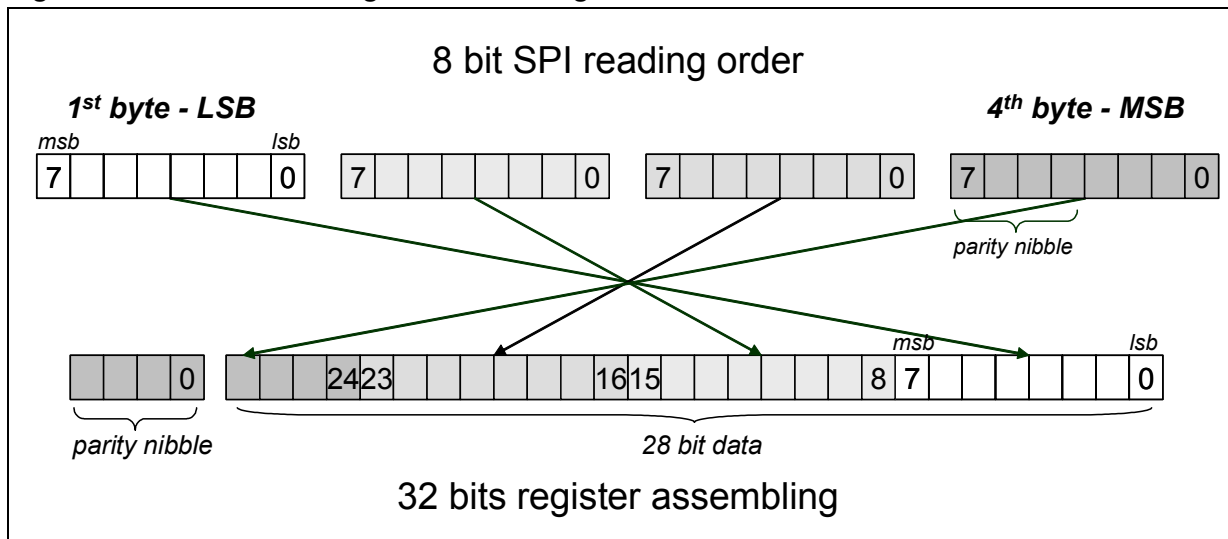 8 bit SPI reading order
1st byte - LSB
4th byte - MSB
msb
lsb
7 0 7 0 7 0 7 0
parity nibble
msb
lsb
0 24 23 16 15 8 7 0
parity nibble
28 bit data
32 bits register assembling